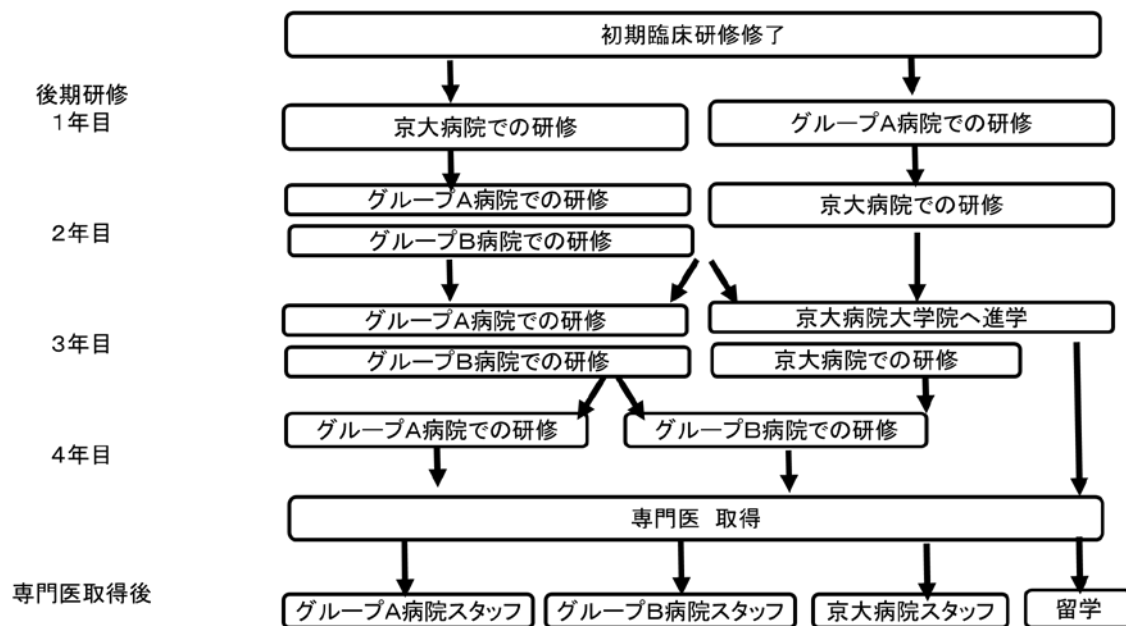 初期臨床研修修了
後期研修
1年目
京大病院での研修
グループA病院での研修
グループA病院での研修
京大病院での研修
2年目
グループB病院での研修
グループA病院での研修
京大病院大学院へ進学
3年目
グループB病院での研修
京大病院での研修
グループA病院での研修
グループB病院での研修
4年目
専門医 取得
専門医取得後
グループA病院スタッフ
グループB病院スタッフ
京大病院スタッフ
留学